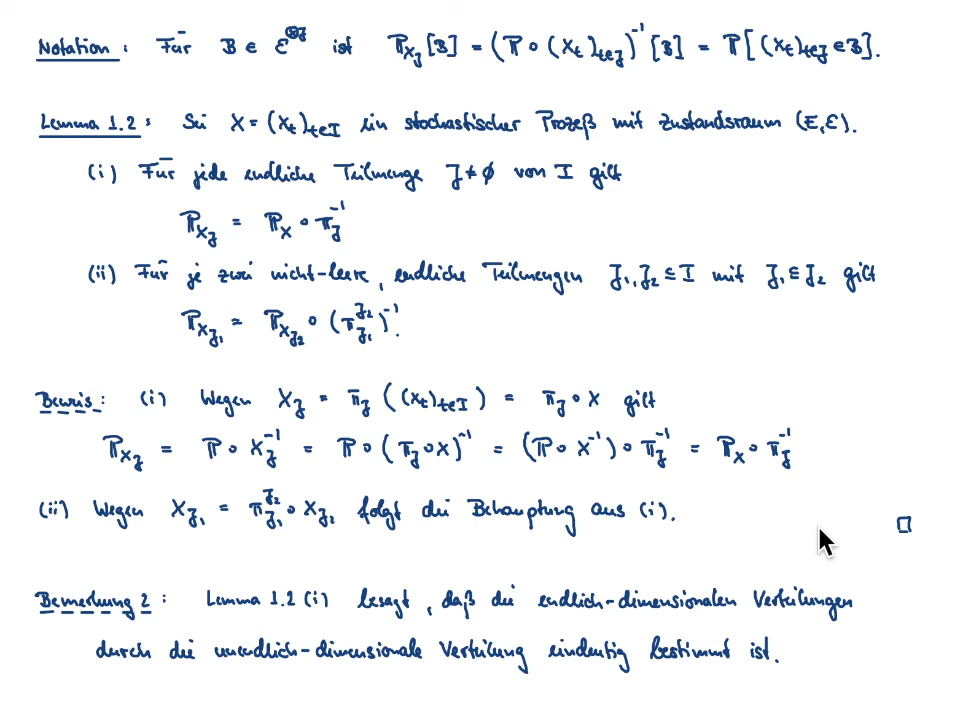 Notation: Für B ∈ ℰ^{⊗J} ist ℙ_{X_J}[B] = (ℙ ∘ (X_t)_{t∈J})^{-1}[B] = ℙ[(X_t)_{t∈J} ∈ B].
Lemma 1.2: Sei X = (X_t)_{t∈I} ein stochastischer Prozeß mit Zustandsraum (E, ℰ).
(i) Für jede endliche Teilmenge J ≠ ∅ von I gilt
ℙ_{X_J} = ℙ_X ∘ π_J^{-1}
(ii) Für je zwei nicht-leere, endliche Teilmengen J_1, J_2 ⊆ I mit J_1 ⊆ J_2 gilt
ℙ_{X_{J_1}} = ℙ_{X_{J_2}} ∘ (π_{J_1}^{J_2})^{-1}.
Beweis: (i) Wegen X_J = π_J((X_t)_{t∈I}) = π_J ∘ X gilt
ℙ_{X_J} = ℙ ∘ X_J^{-1} = ℙ ∘ (π_J ∘ X)^{-1} = (ℙ ∘ X^{-1}) ∘ π_J^{-1} = ℙ_X ∘ π_J^{-1}
(ii) Wegen X_{J_1} = π_{J_1}^{J_2} ∘ X_{J_2} folgt die Behauptung aus (i). □
Bemerkung 2: Lemma 1.2 (i) besagt, daß die endlich-dimensionalen Verteilungen
durch die unendlich-dimensionale Verteilung eindeutig bestimmt ist.